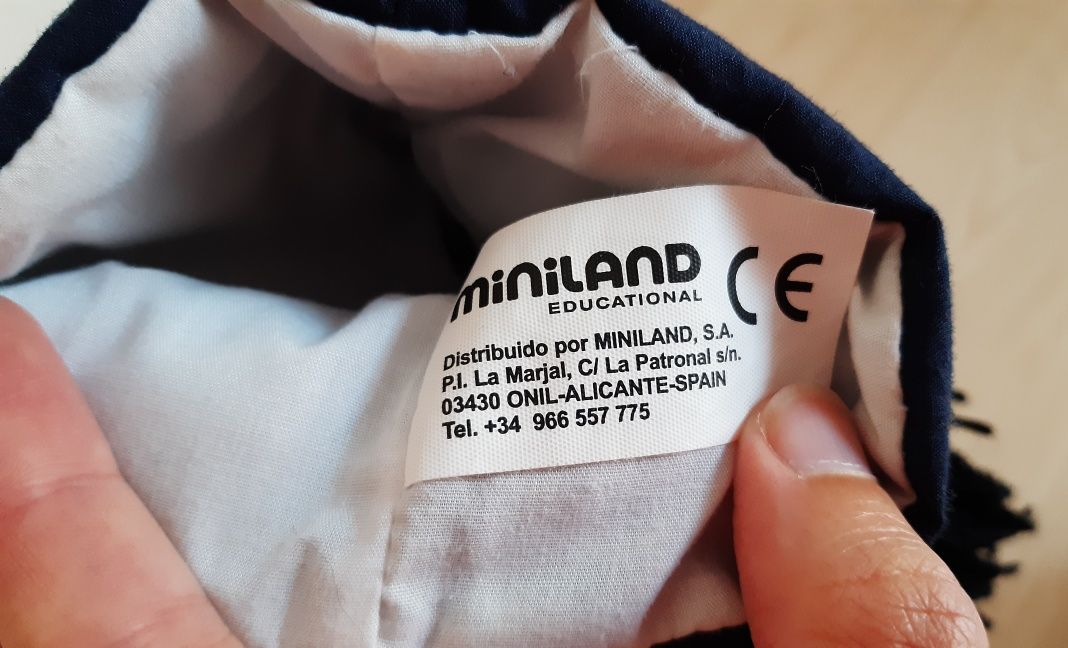 miniLAND CE
EDUCATIONAL
Distribuido por MINILAND, S.A.
P.I. La Marjal, C/ La Patronal s/n.
03430 ONIL-ALICANTE-SPAIN
Tel. +34 966 557 775